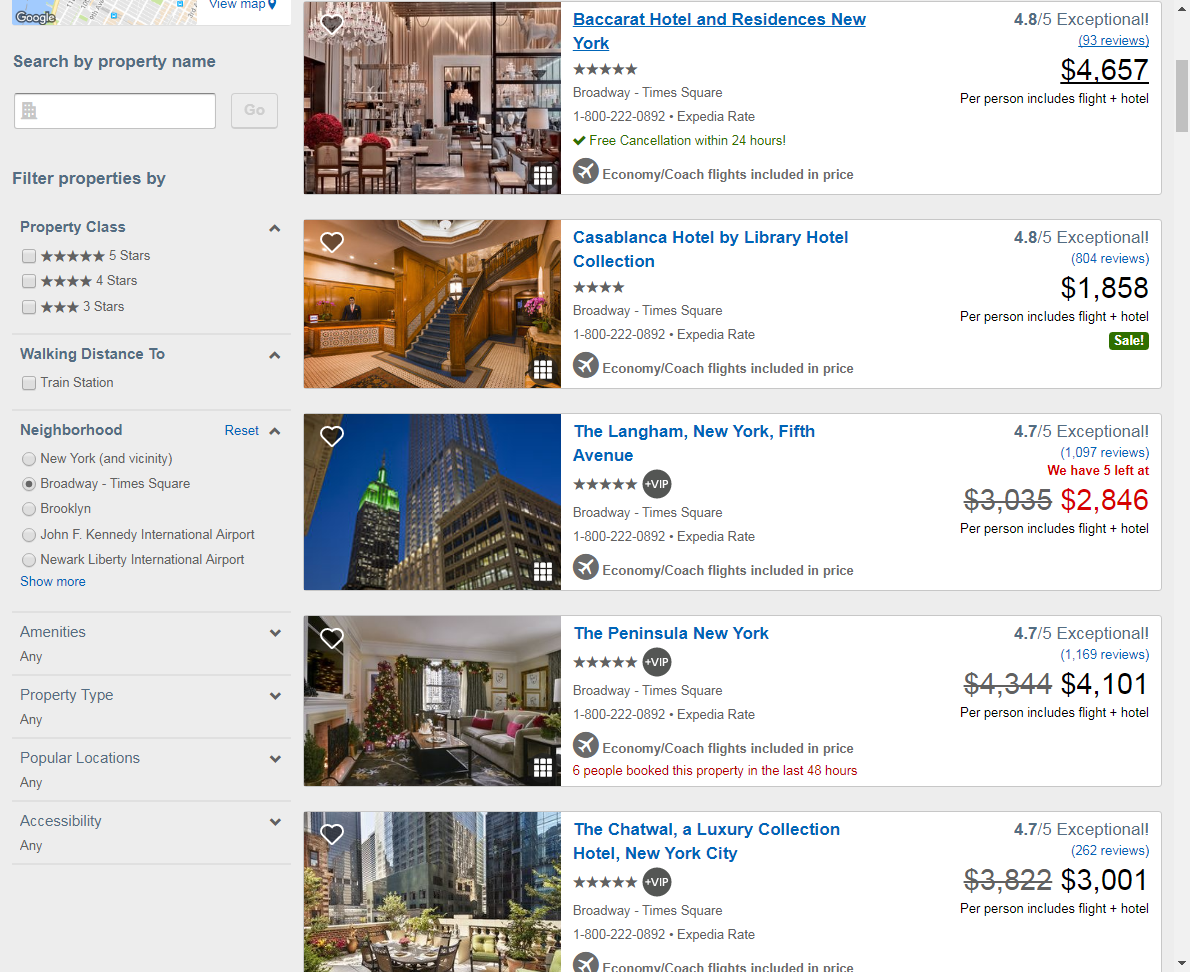 Google
View map
Search by property name
Go
Filter properties by
Property Class
★★★★★ 5 Stars
★★★★ 4 Stars
★★★ 3 Stars
Walking Distance To
Train Station
Neighborhood
Reset
New York (and vicinity)
Broadway - Times Square
Brooklyn
John F. Kennedy International Airport
Newark Liberty International Airport
Show more
Amenities
Any
Property Type
Any
Popular Locations
Any
Accessibility
Any
Baccarat Hotel and Residences New
York
★★★★★
Broadway - Times Square
1-800-222-0892 • Expedia Rate
Free Cancellation within 24 hours!
Economy/Coach flights included in price
4.8/5 Exceptional!
(93 reviews)
$4,657
Per person includes flight + hotel
Casablanca Hotel by Library Hotel
Collection
★★★★
Broadway - Times Square
1-800-222-0892 • Expedia Rate
Economy/Coach flights included in price
4.8/5 Exceptional!
(804 reviews)
$1,858
Per person includes flight + hotel
Sale!
The Langham, New York, Fifth
Avenue
★★★★★ +VIP
Broadway - Times Square
1-800-222-0892 • Expedia Rate
Economy/Coach flights included in price
4.7/5 Exceptional!
(1,097 reviews)
We have 5 left at
$3,035 $2,846
Per person includes flight + hotel
The Peninsula New York
★★★★★ +VIP
Broadway - Times Square
1-800-222-0892 • Expedia Rate
Economy/Coach flights included in price
6 people booked this property in the last 48 hours
4.7/5 Exceptional!
(1,169 reviews)
$4,344 $4,101
Per person includes flight + hotel
The Chatwal, a Luxury Collection
Hotel, New York City
★★★★★ +VIP
Broadway - Times Square
1-800-222-0892 • Expedia Rate
Economy/Coach flights included in price
4.7/5 Exceptional!
(262 reviews)
$3,822 $3,001
Per person includes flight + hotel